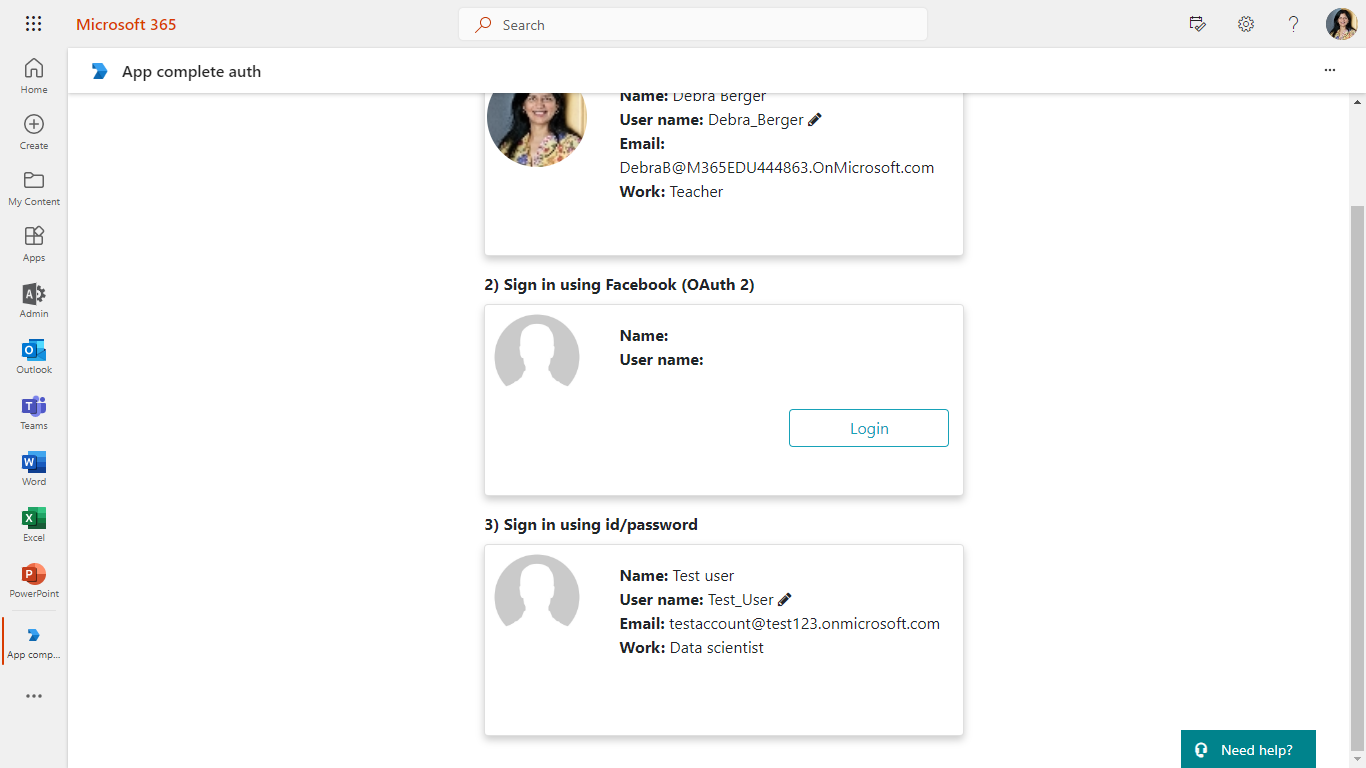 Microsoft 365
Search
App complete auth
Home
Create
My Content
Apps
Admin
Outlook
Teams
Word
Excel
PowerPoint
App comp...
Name: Debra Berger
User name: Debra_Berger
Email:
DebraB@M365EDU444863.OnMicrosoft.com
Work: Teacher
2) Sign in using Facebook (OAuth 2)
Name:
User name:
Login
3) Sign in using id/password
Name: Test user
User name: Test_User
Email: testaccount@test123.onmicrosoft.com
Work: Data scientist
Need help?